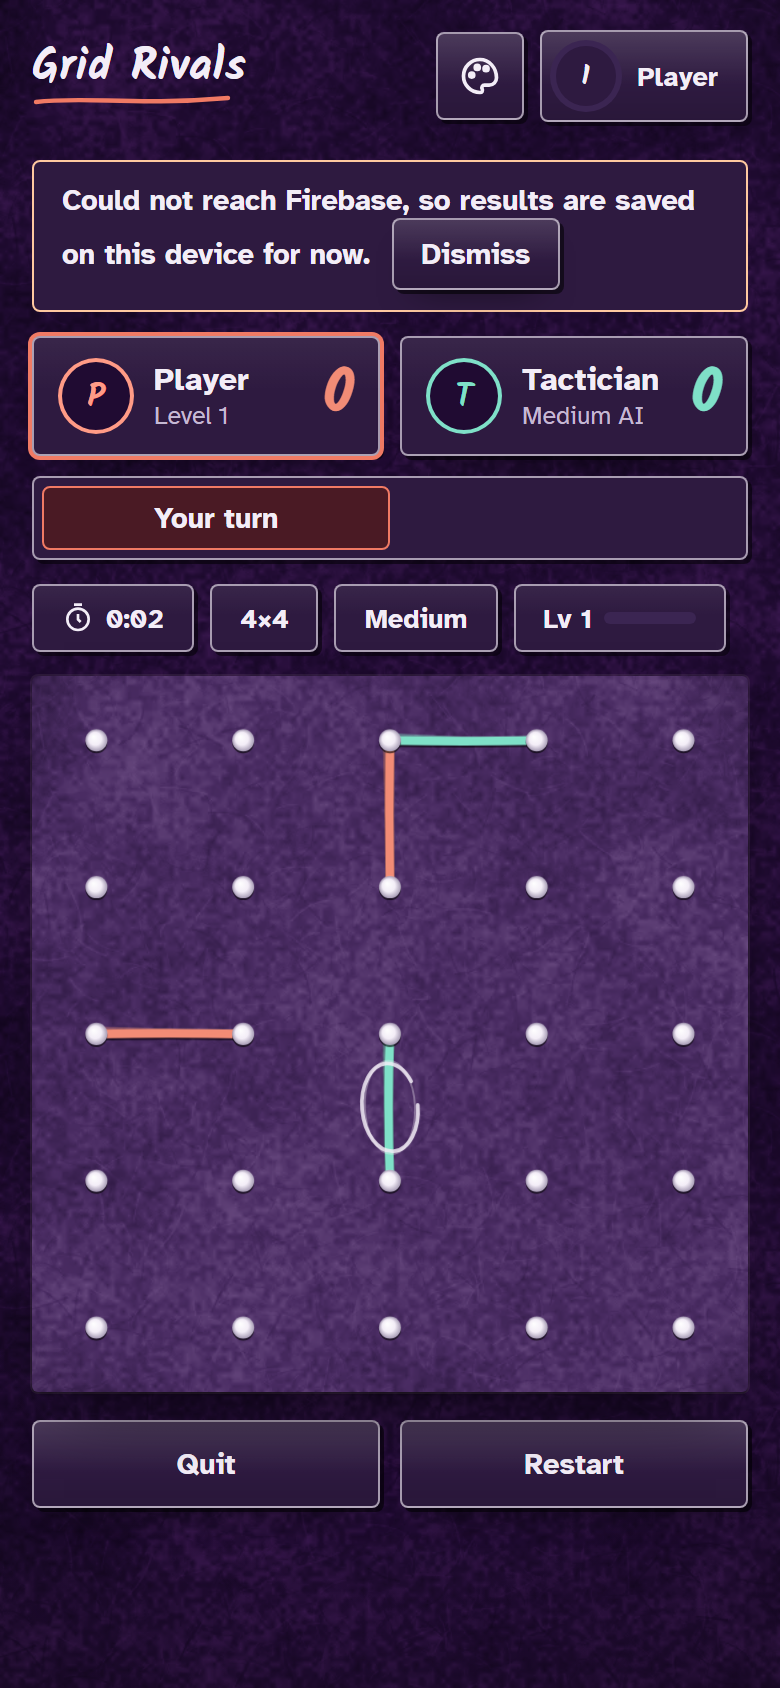 Grid Rivals
1 Player
Could not reach Firebase, so results are saved
on this device for now. Dismiss
P Player 0
Level 1
T Tactician 0
Medium AI
Your turn
0:02 4×4 Medium Lv 1
Quit Restart